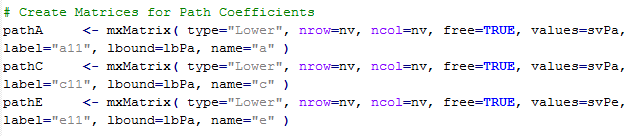 # Create Matrices for Path Coefficients
pathA     <- mxMatrix( type="Lower", nrow=nv, ncol=nv, free=TRUE, values=svPa,
label="a11", lbound=lbPa, name="a" )
pathC     <- mxMatrix( type="Lower", nrow=nv, ncol=nv, free=TRUE, values=svPa,
label="c11", lbound=lbPa, name="c" )
pathE     <- mxMatrix( type="Lower", nrow=nv, ncol=nv, free=TRUE, values=svPe,
label="e11", lbound=lbPa, name="e" )